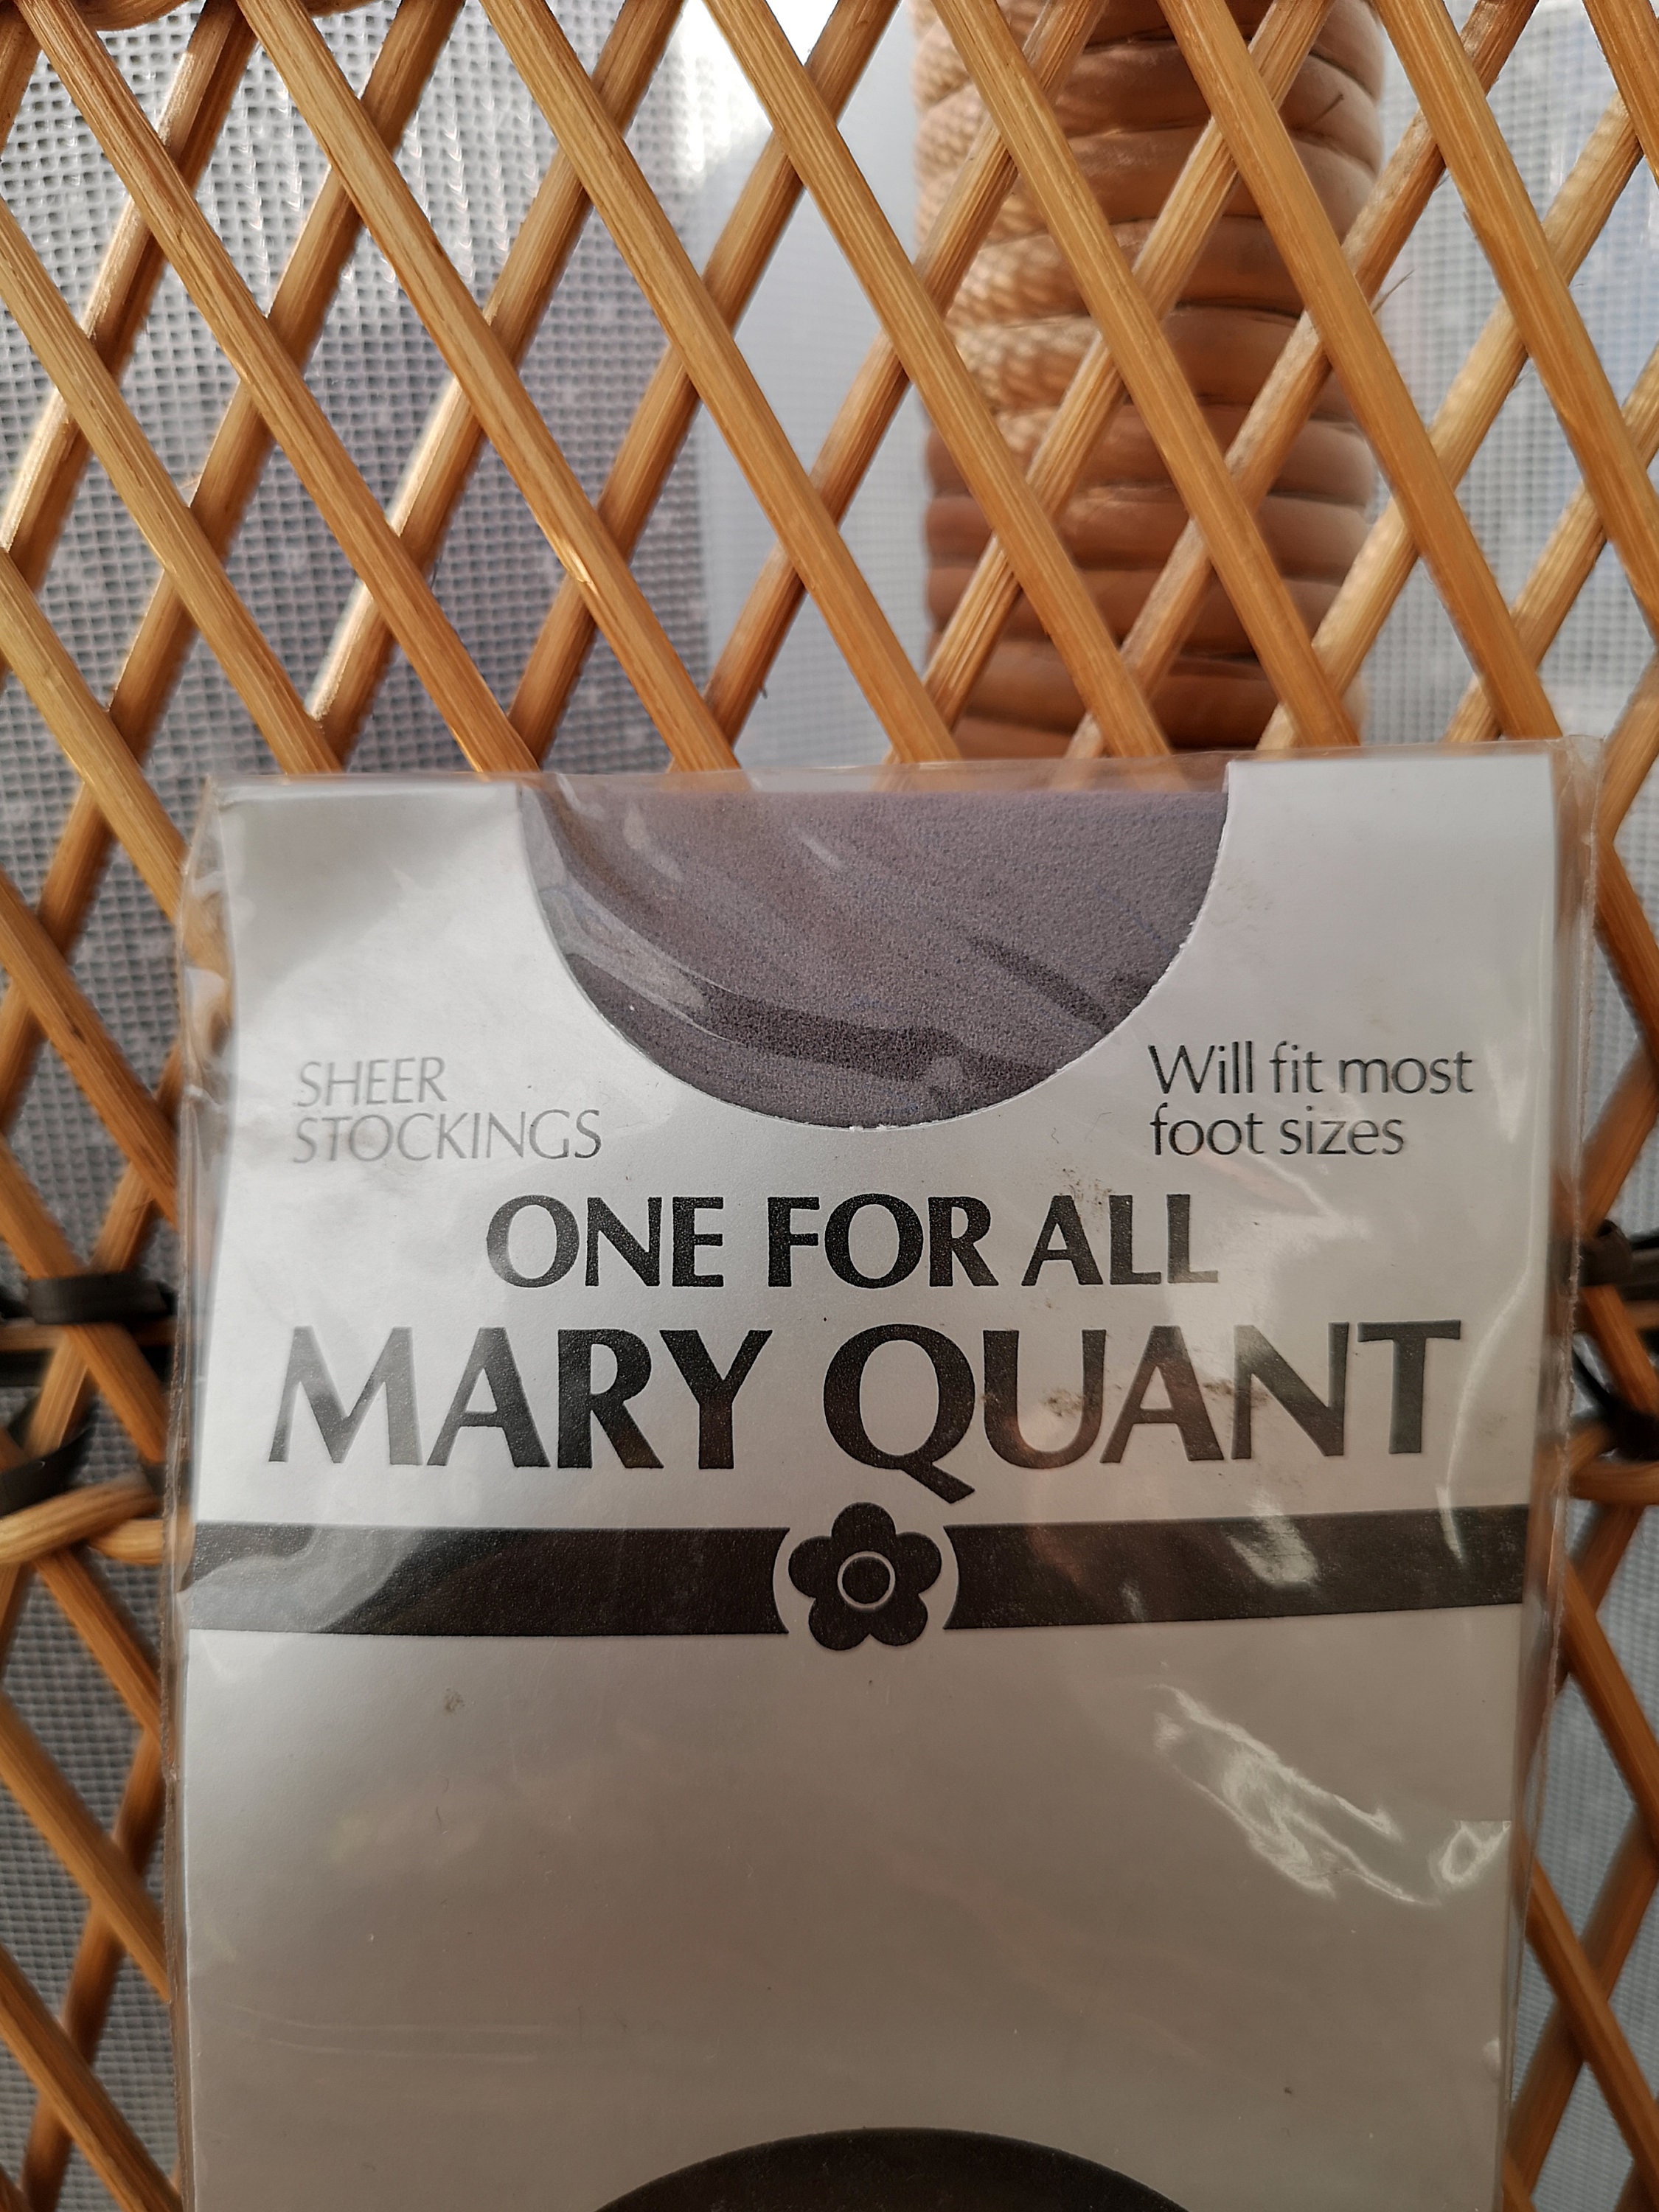 SHEER
STOCKINGS
Will fit most
foot sizes
ONE FOR ALL
MARY QUANT